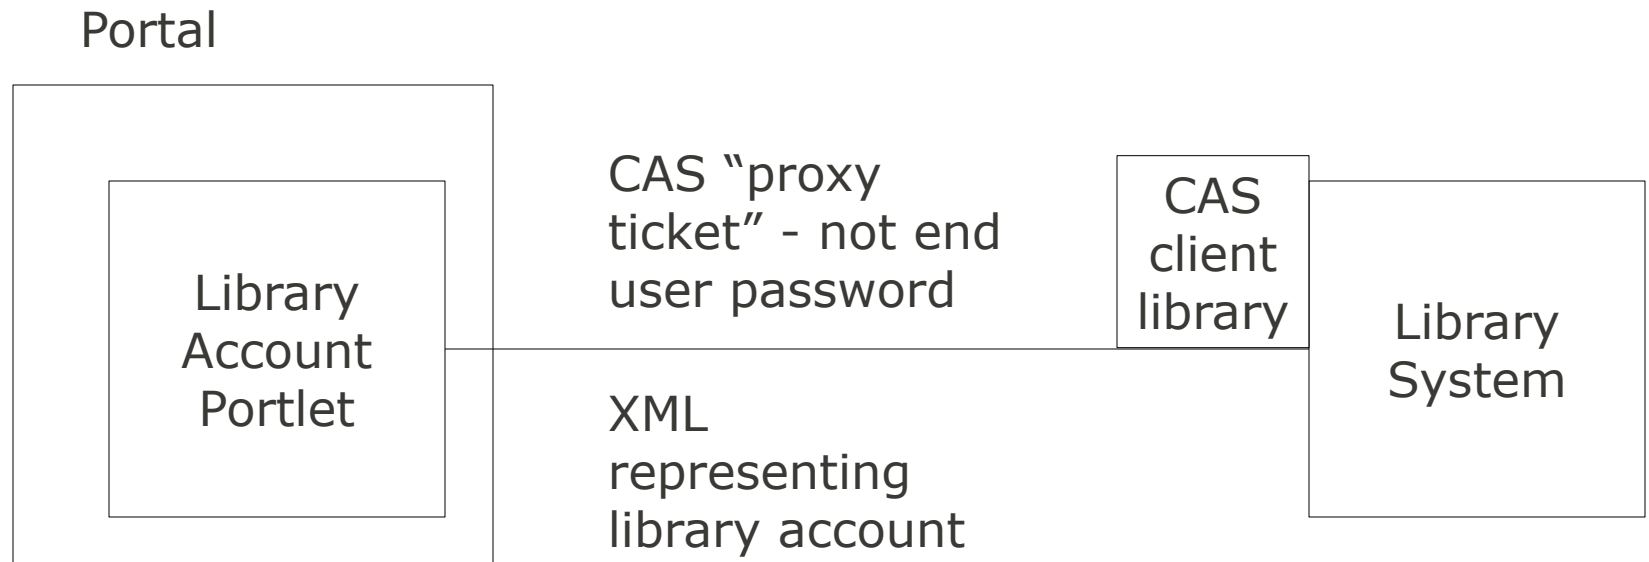 Portal
Library
Account
Portlet
CAS “proxy
ticket” - not end
user password
XML
representing
library account
CAS
client
library
Library
System